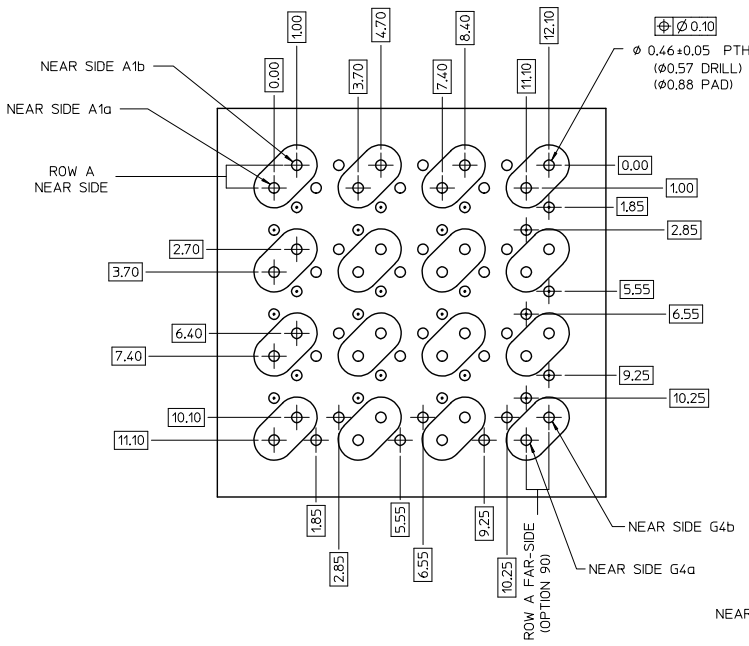 0.00
1.00
3.70
4.70
7.40
8.40
11.10
12.10
⌖ Ø 0.10
Ø 0.46±0.05 PTH
(Ø0.57 DRILL)
(Ø0.88 PAD)
NEAR SIDE A1b
NEAR SIDE A1a
ROW A
NEAR SIDE
0.00
1.00
1.85
2.85
2.70
3.70
5.55
6.55
6.40
7.40
9.25
10.25
10.10
11.10
1.85
2.85
5.55
6.55
9.25
10.25
ROW A FAR-SIDE
(OPTION 90)
NEAR SIDE G4b
NEAR SIDE G4a
NEAR